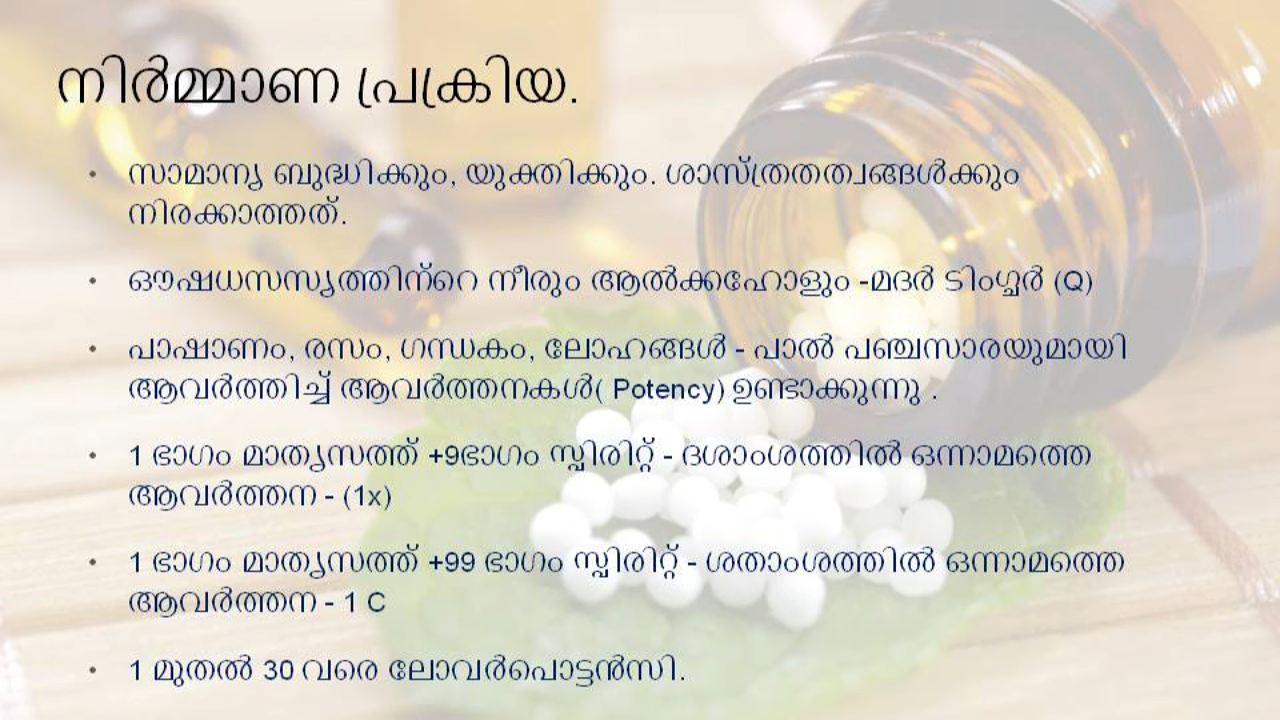 നിർമ്മാണ പ്രക്രിയ.
• സാമാന്യ ബുദ്ധിക്കും, യുക്തിക്കും. ശാസ്ത്രതത്വങ്ങൾക്കും
നിരക്കാത്തത്.
• ഔഷധസസ്യത്തിന്റെ നീരും ആൽക്കഹോളും -മദർ ടിംഗ്ചർ (Q)
• പാഷാണം, രസം, ഗന്ധകം, ലോഹങ്ങൾ - പാൽ പഞ്ചസാരയുമായി
ആവർത്തിച്ച് ആവർത്തനകൾ( Potency) ഉണ്ടാക്കുന്നു .
• 1 ഭാഗം മാതൃസത്ത് +9ഭാഗം സ്പിരിറ്റ് - ദശാംശത്തിൽ ഒന്നാമത്തെ
ആവർത്തന - (1x)
• 1 ഭാഗം മാതൃസത്ത് +99 ഭാഗം സ്പിരിറ്റ് - ശതാംശത്തിൽ ഒന്നാമത്തെ
ആവർത്തന - 1 C
• 1 മുതൽ 30 വരെ ലോവർപൊട്ടൻസി.